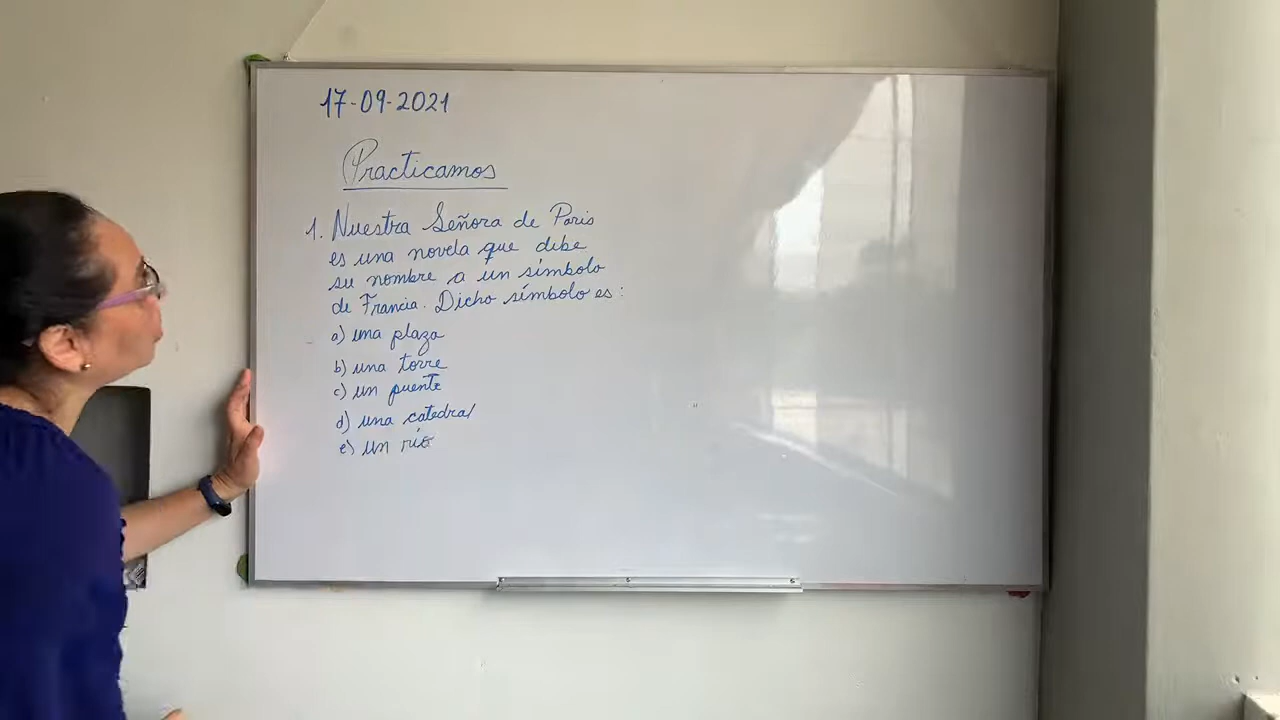 17-09-2021
Practicamos
1. Nuestra Señora de Paris
es una novela que debe
su nombre a un símbolo
de Francia. Dicho símbolo es:
a) una plaza
b) una torre
c) un puente
d) una catedral
e) un río